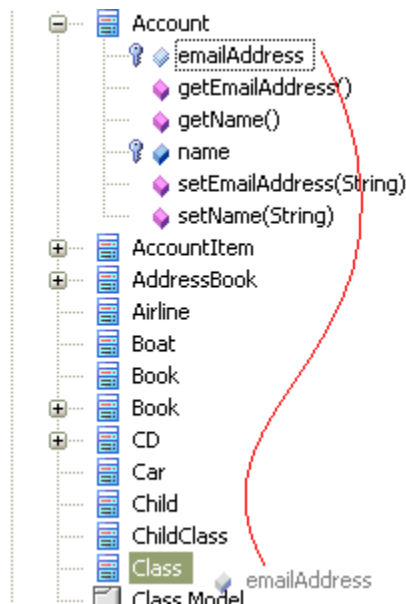 Account
emailAddress
getEmailAddress()
getName()
name
setEmailAddress(String)
setName(String)
AccountItem
AddressBook
Airline
Boat
Book
Book
CD
Car
Child
ChildClass
Class
emailAddress
Class Model